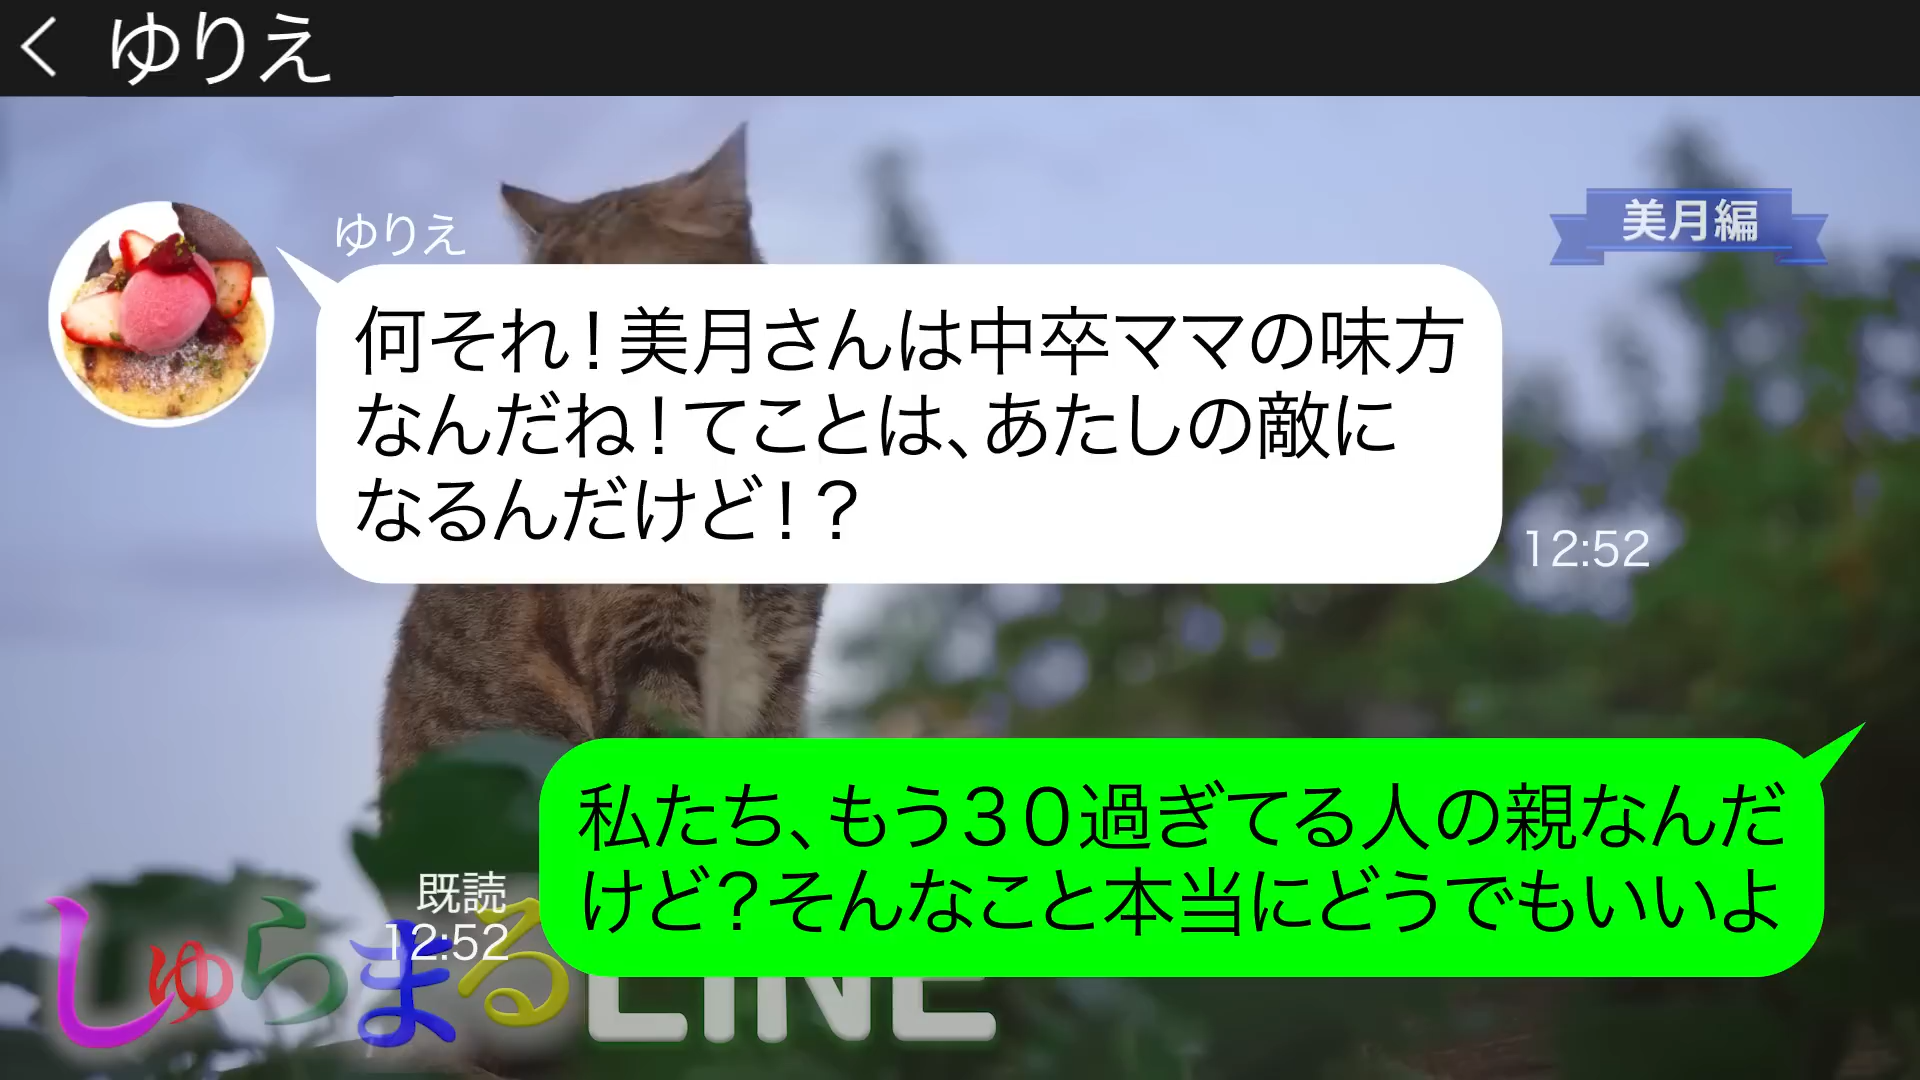 ゆりえ
美月編
ゆりえ
何それ！美月さんは中卒ママの味方
なんだね！てことは、あたしの敵に
なるんだけど！？
12:52
私たち、もう３０過ぎてる人の親なんだ
けど？そんなこと本当にどうでもいいよ
既読
12:52
しゅらまるLINE